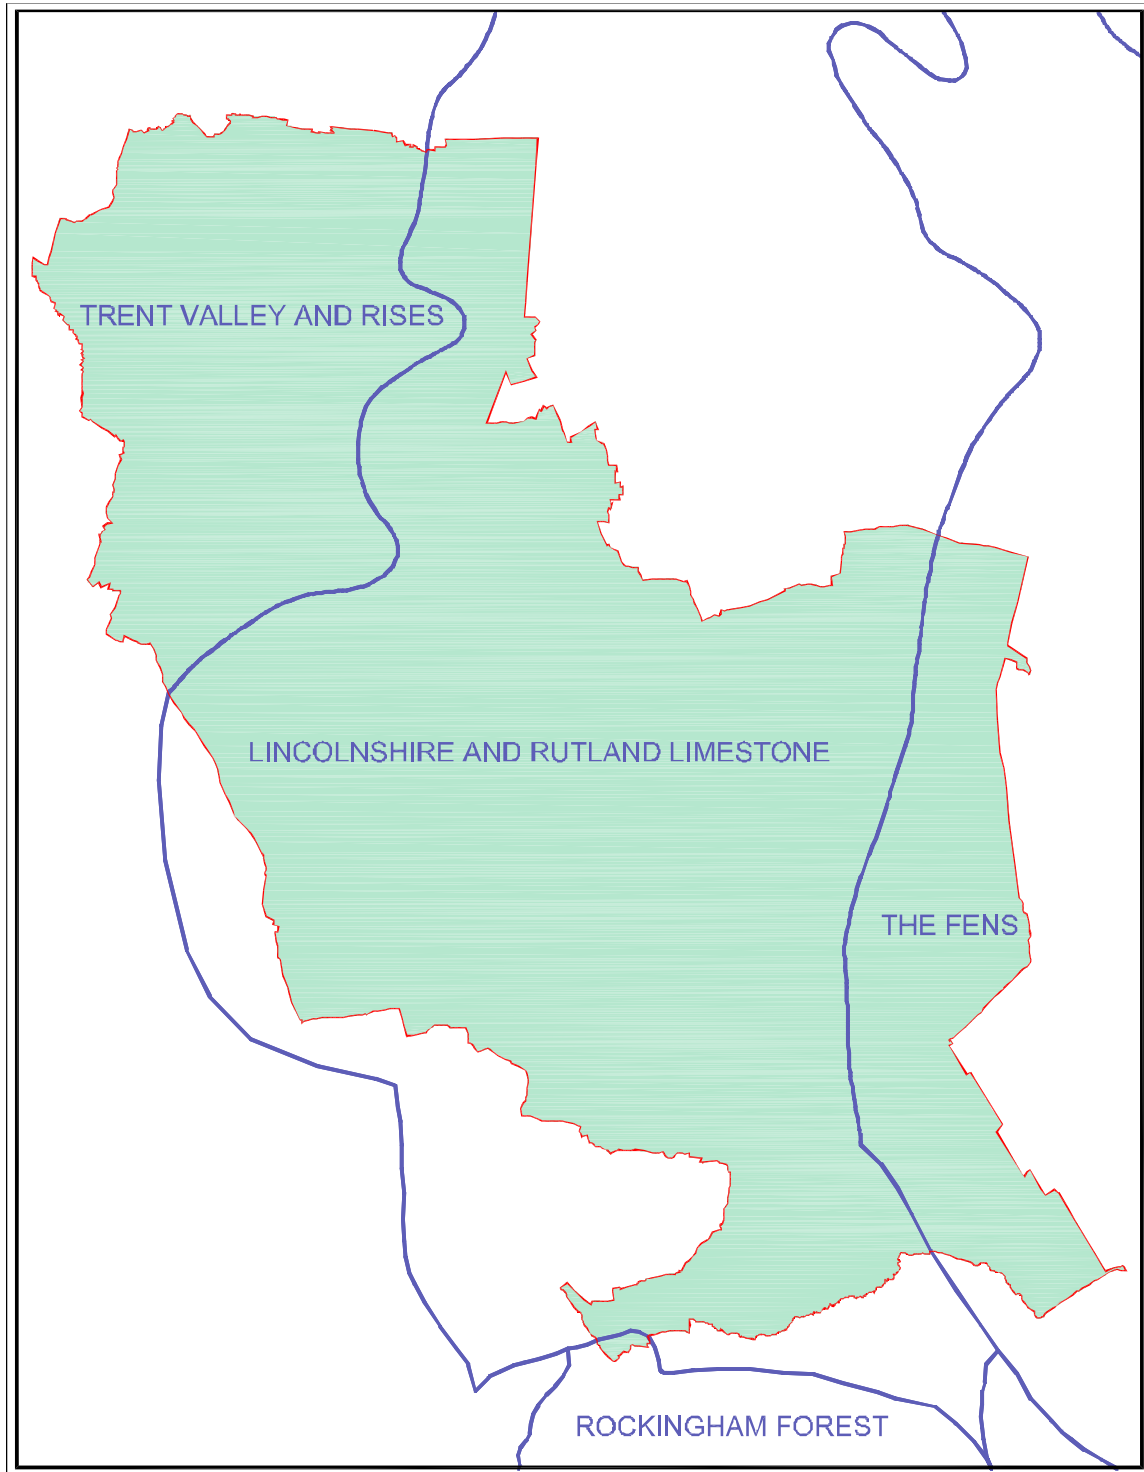 TRENT VALLEY AND RISES
LINCOLNSHIRE AND RUTLAND LIMESTONE
THE FENS
ROCKINGHAM FOREST